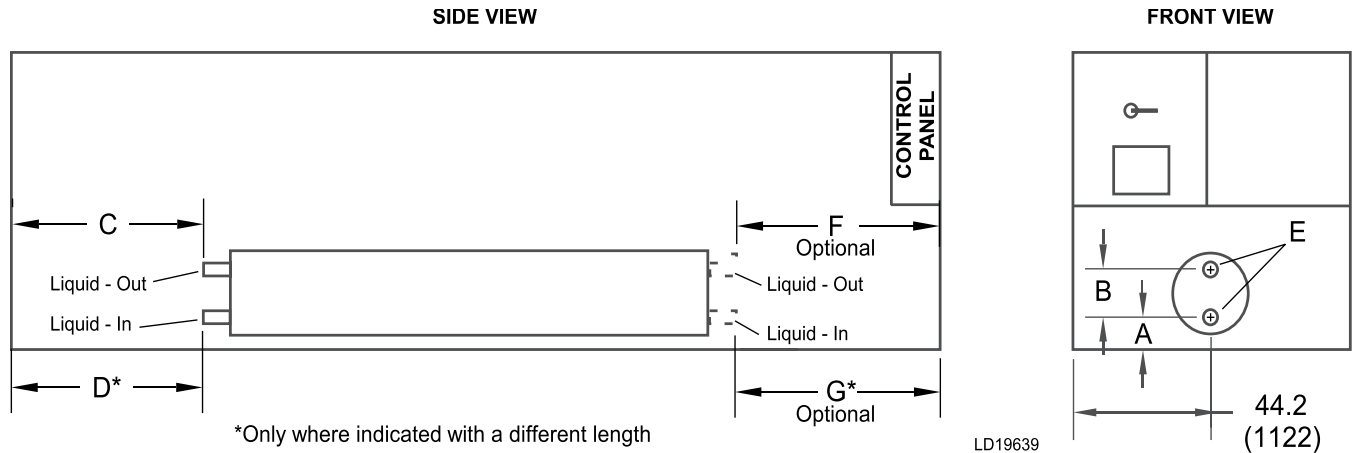 SIDE VIEW
FRONT VIEW
CONTROL
PANEL
C
F
Optional
Liquid - Out
Liquid - In
Liquid - Out
Liquid - In
E
B
A
D*
G*
Optional
44.2
(1122)
*Only where indicated with a different length
LD19639